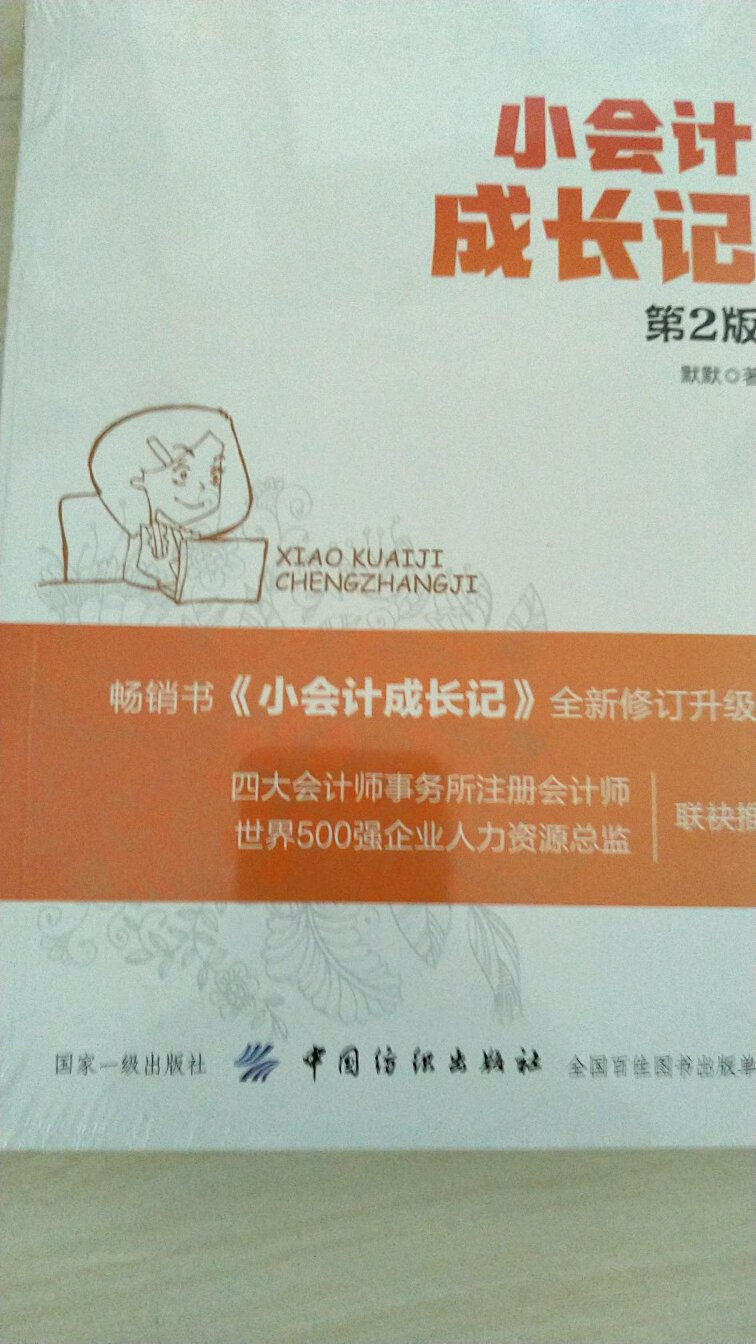 小会计
成长记
第2版
默默◎著
XIAO KUAIJI
CHENGZHANGJI
畅销书《小会计成长记》全新修订升级
四大会计师事务所注册会计师
世界500强企业人力资源总监
联袂推
国家一级出版社 中国纺织出版社 全国百佳图书出版单